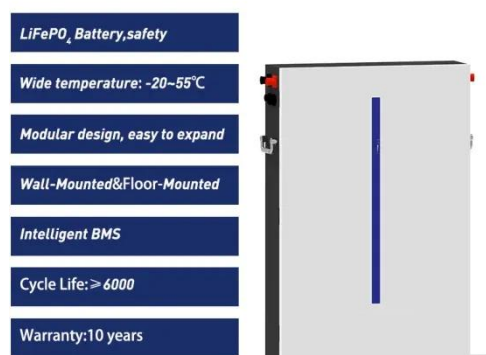 LiFePO₄ Battery,safety
Wide temperature: -20~55℃
Modular design, easy to expand
Wall-Mounted&Floor-Mounted
Intelligent BMS
Cycle Life:≥6000
Warranty:10 years